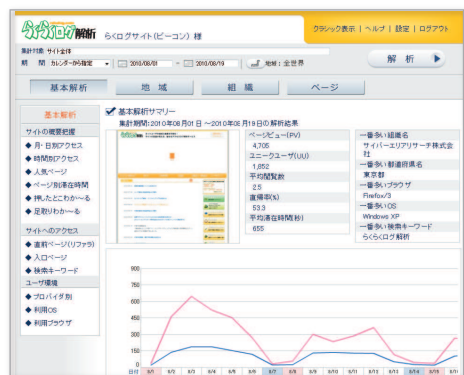 らくらくログ解析
らくログサイト(ビーコン) 様
クラシック表示 | ヘルプ | 設定 | ログアウト
集計対象 サイト全体
期 間 カレンダーから指定 2010/08/01 ~ 2010/08/19 地域: 全世界
解 析
基本解析
地 域
組 織
ページ
基本解析
サイトの概要把握
◆ 月・日別アクセス
◆ 時間別アクセス
◆ 人気ページ
◆ ページ別滞在時間
◆ 押したとこわか~る
◆ 足取りわか~る
サイトへのアクセス
◆ 直前ページ(リファラ)
◆ 入口ページ
◆ 検索キーワード
ユーザ環境
◆ プロバイダ別
◆ 利用OS
◆ 利用ブラウザ
基本解析サマリー
集計期間:2010年08月01日 ~2010年08月19日の解析結果
ページビュー(PV)
4,705
ユニークユーザ(UU)
1,852
平均閲覧数
2.5
直帰率(%)
53.3
平均滞在時間(秒)
655
一番多い組織名
サイバーエリアリサーチ株式会
社
一番多い都道府県名
東京都
一番多いブラウザ
Firefox/3
一番多いOS
Windows XP
一番多い検索キーワード
らくらくログ解析
900
750
600
450
300
150
0
日付 8/1 8/2 8/3 8/4 8/5 8/6 8/7 8/8 8/9 8/10 8/11 8/12 8/13 8/14 8/15